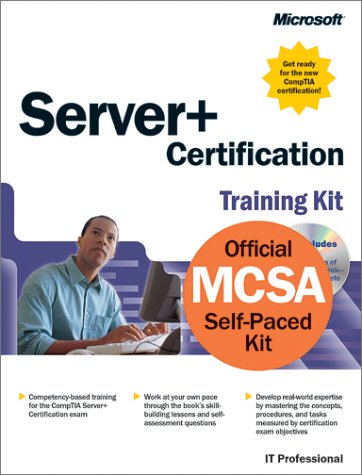 Microsoft
Get ready
for the new
CompTIA
certification!
Server+
Certification
Training Kit
Official
MCSA
Self-Paced
Kit
Competency-based training
for the CompTIA Server+
Certification exam
Work at your own pace
through the book's skill-
building lessons and self-
assessment questions
Develop real-world expertise
by mastering the concepts,
procedures, and tasks
measured by certification
exam objectives
IT Professional